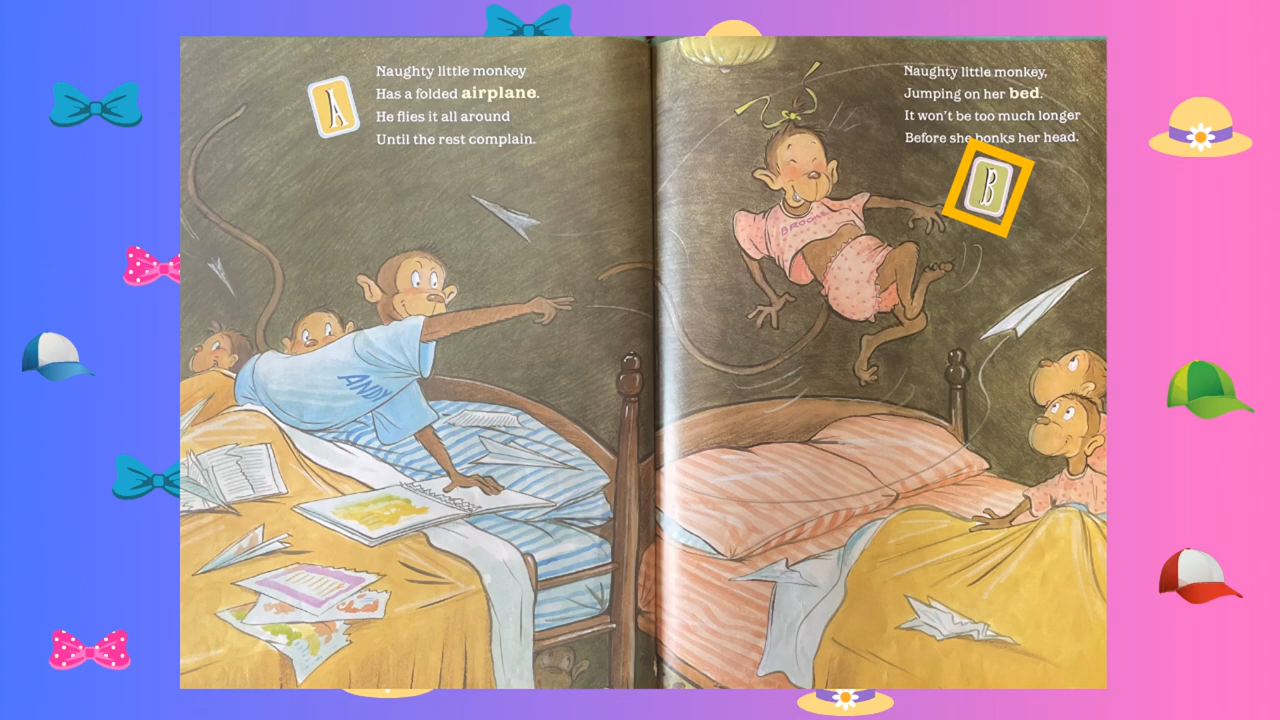 A
Naughty little monkey
Has a folded airplane.
He flies it all around
Until the rest complain.
ANDY
Naughty little monkey,
Jumping on her bed.
It won't be too much longer
Before she bonks her head.
B
BROOKE